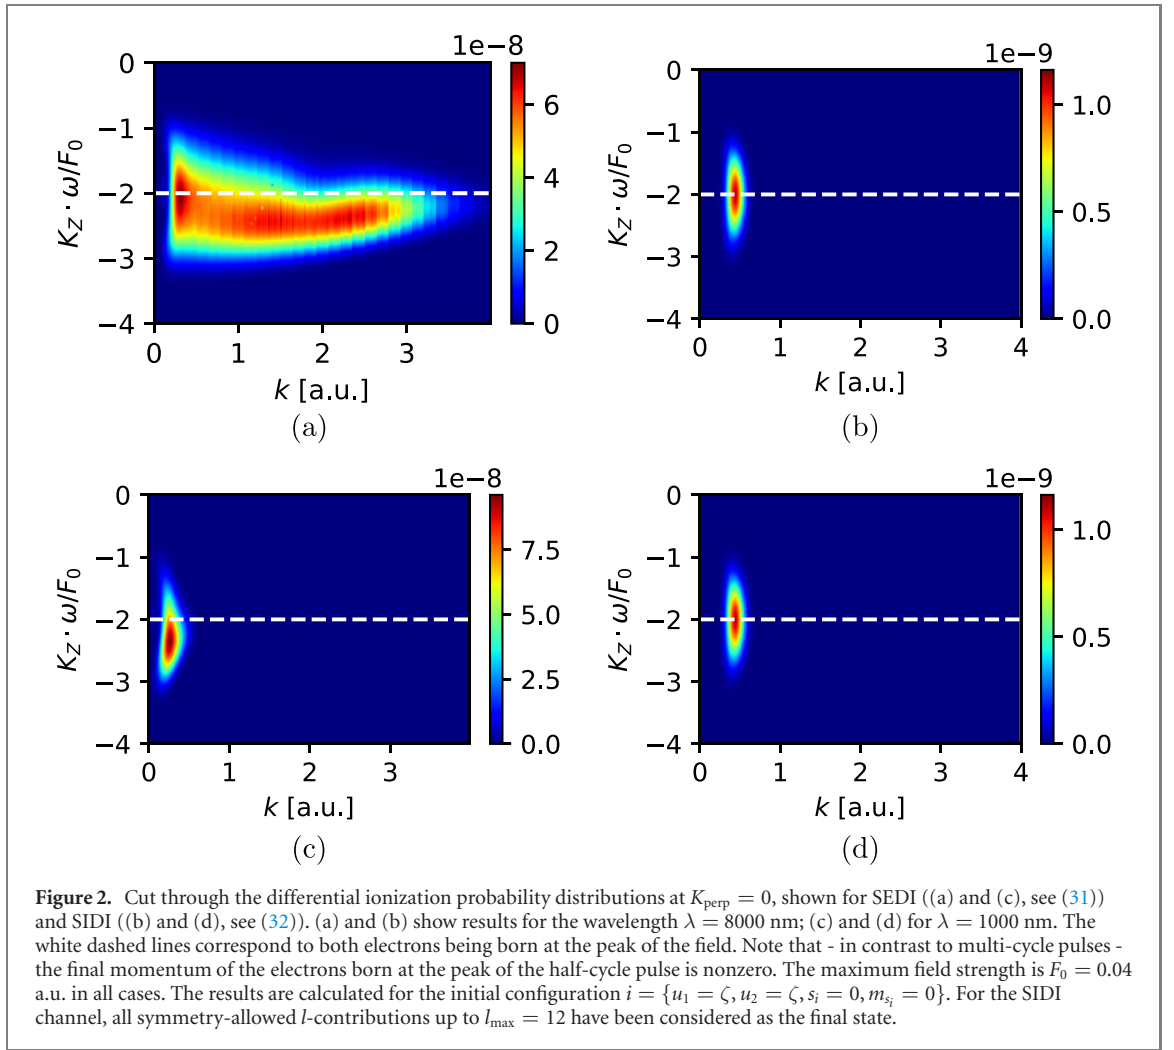 1e−8
0
−1
−2
−3
−4
K_Z · ω/F_0
0 1 2 3
k [a.u.]
6
4
2
0
(a)
1e−9
0
−1
−2
−3
−4
K_Z · ω/F_0
0 1 2 3 4
k [a.u.]
1.0
0.5
0.0
(b)
1e−8
0
−1
−2
−3
−4
K_Z · ω/F_0
0 1 2 3
k [a.u.]
7.5
5.0
2.5
0.0
(c)
1e−9
0
−1
−2
−3
−4
K_Z · ω/F_0
0 1 2 3 4
k [a.u.]
1.0
0.5
0.0
(d)
Figure 2. Cut through the differential ionization probability distributions at K_perp = 0, shown for SEDI ((a) and (c), see (31))
and SIDI ((b) and (d), see (32)). (a) and (b) show results for the wavelength λ = 8000 nm; (c) and (d) for λ = 1000 nm. The
white dashed lines correspond to both electrons being born at the peak of the field. Note that - in contrast to multi-cycle pulses -
the final momentum of the electrons born at the peak of the half-cycle pulse is nonzero. The maximum field strength is F_0 = 0.04
a.u. in all cases. The results are calculated for the initial configuration i = {u_1 = ζ, u_2 = ζ, s_i = 0, m_{s_i} = 0}. For the SIDI
channel, all symmetry-allowed l-contributions up to l_max = 12 have been considered as the final state.